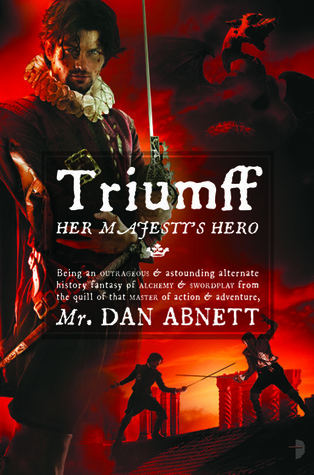 Triumff
HER MAJESTY'S HERO
Being an OUTRAGEOUS & astounding alternate
history fantasy of ALCHEMY & SWORDPLAY from
the quill of that MASTER of action & adventure,
Mr. DAN ABNETT